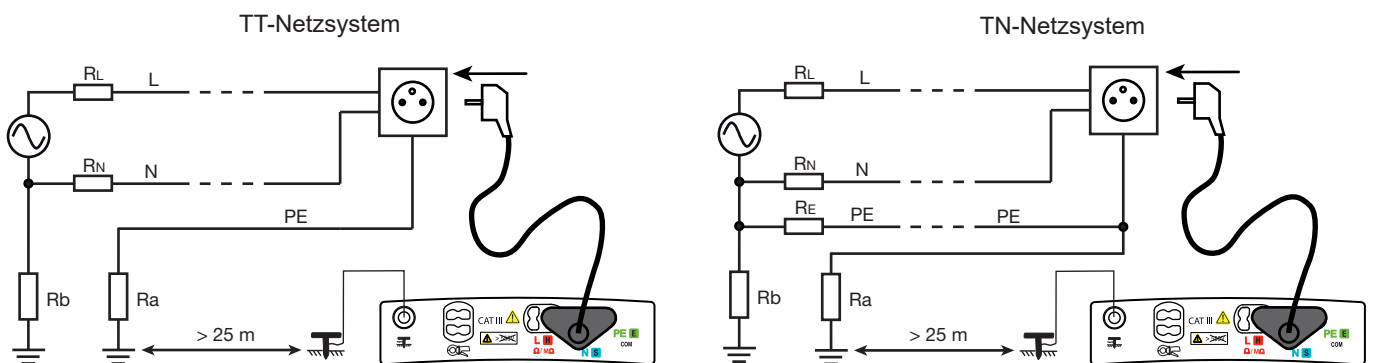 TT-Netzsystem
RL
L
RN
N
PE
Rb
Ra
> 25 m
CAT III
L H
Ω/MΩ
N S
PE E
COM
TN-Netzsystem
RL
L
RN
N
RE
PE
PE
Rb
Ra
> 25 m
CAT III
L H
Ω/MΩ
N S
PE E
COM